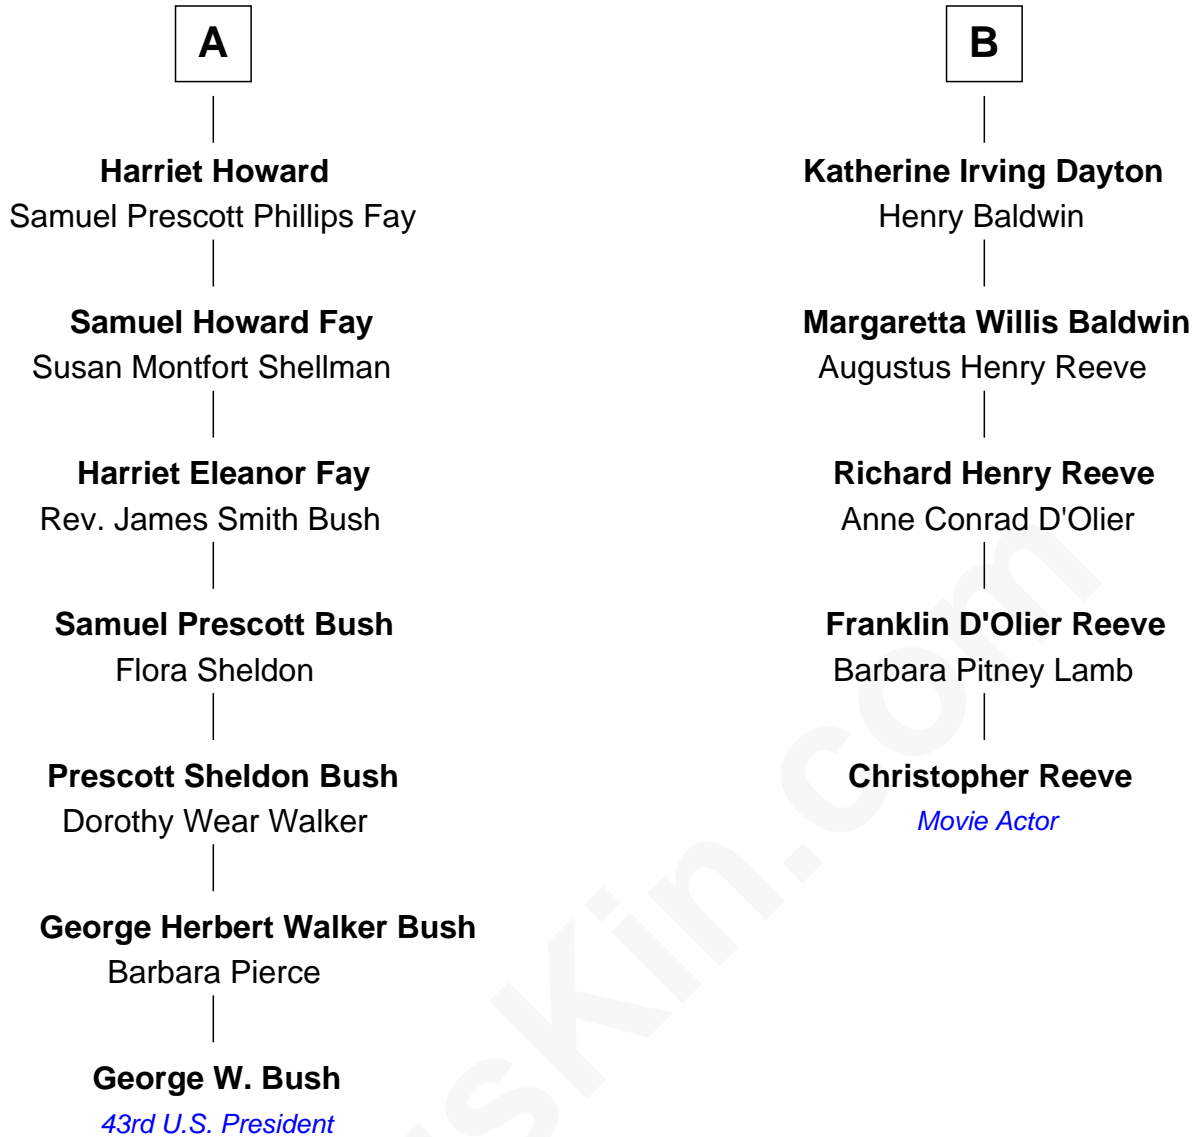 A
Harriet Howard
Samuel Prescott Phillips Fay
Samuel Howard Fay
Susan Montfort Shellman
Harriet Eleanor Fay
Rev. James Smith Bush
Samuel Prescott Bush
Flora Sheldon
Prescott Sheldon Bush
Dorothy Wear Walker
George Herbert Walker Bush
Barbara Pierce
George W. Bush
43rd U.S. President
B
Katherine Irving Dayton
Henry Baldwin
Margaretta Willis Baldwin
Augustus Henry Reeve
Richard Henry Reeve
Anne Conrad D'Olier
Franklin D'Olier Reeve
Barbara Pitney Lamb
Christopher Reeve
Movie Actor